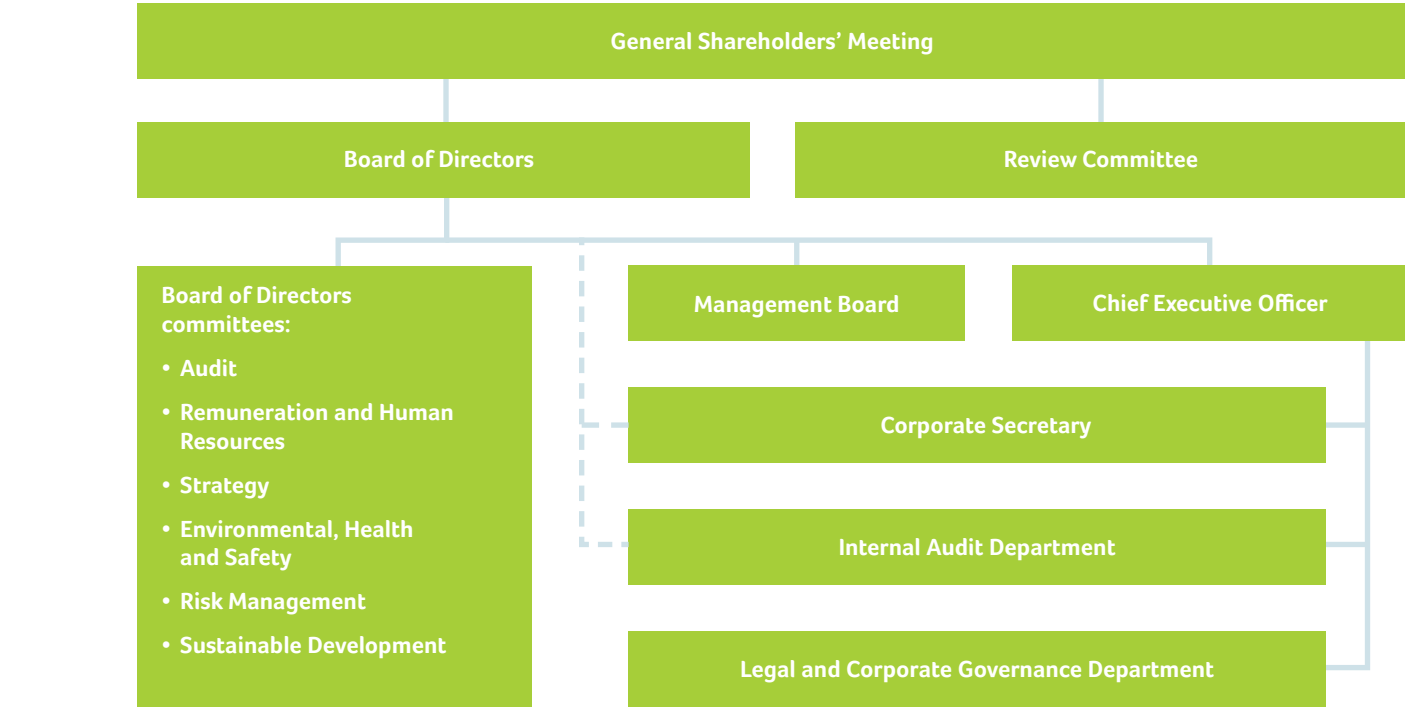 General Shareholders’ Meeting
Board of Directors
Review Committee
Board of Directors
committees:
• Audit
• Remuneration and Human
Resources
• Strategy
• Environmental, Health
and Safety
• Risk Management
• Sustainable Development
Management Board
Chief Executive Officer
Corporate Secretary
Internal Audit Department
Legal and Corporate Governance Department